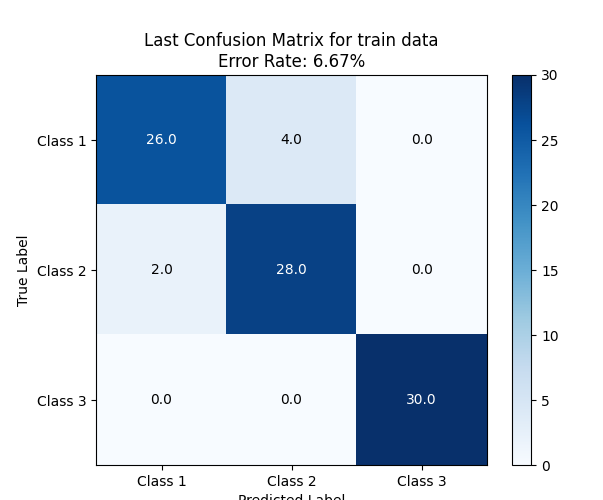 Last Confusion Matrix for train data
Error Rate: 6.67%
True Label
Class 1
26.0 4.0 0.0
Class 2
2.0 28.0 0.0
Class 3
0.0 0.0 30.0
Class 1 Class 2 Class 3
Predicted Label
30
25
20
15
10
5
0